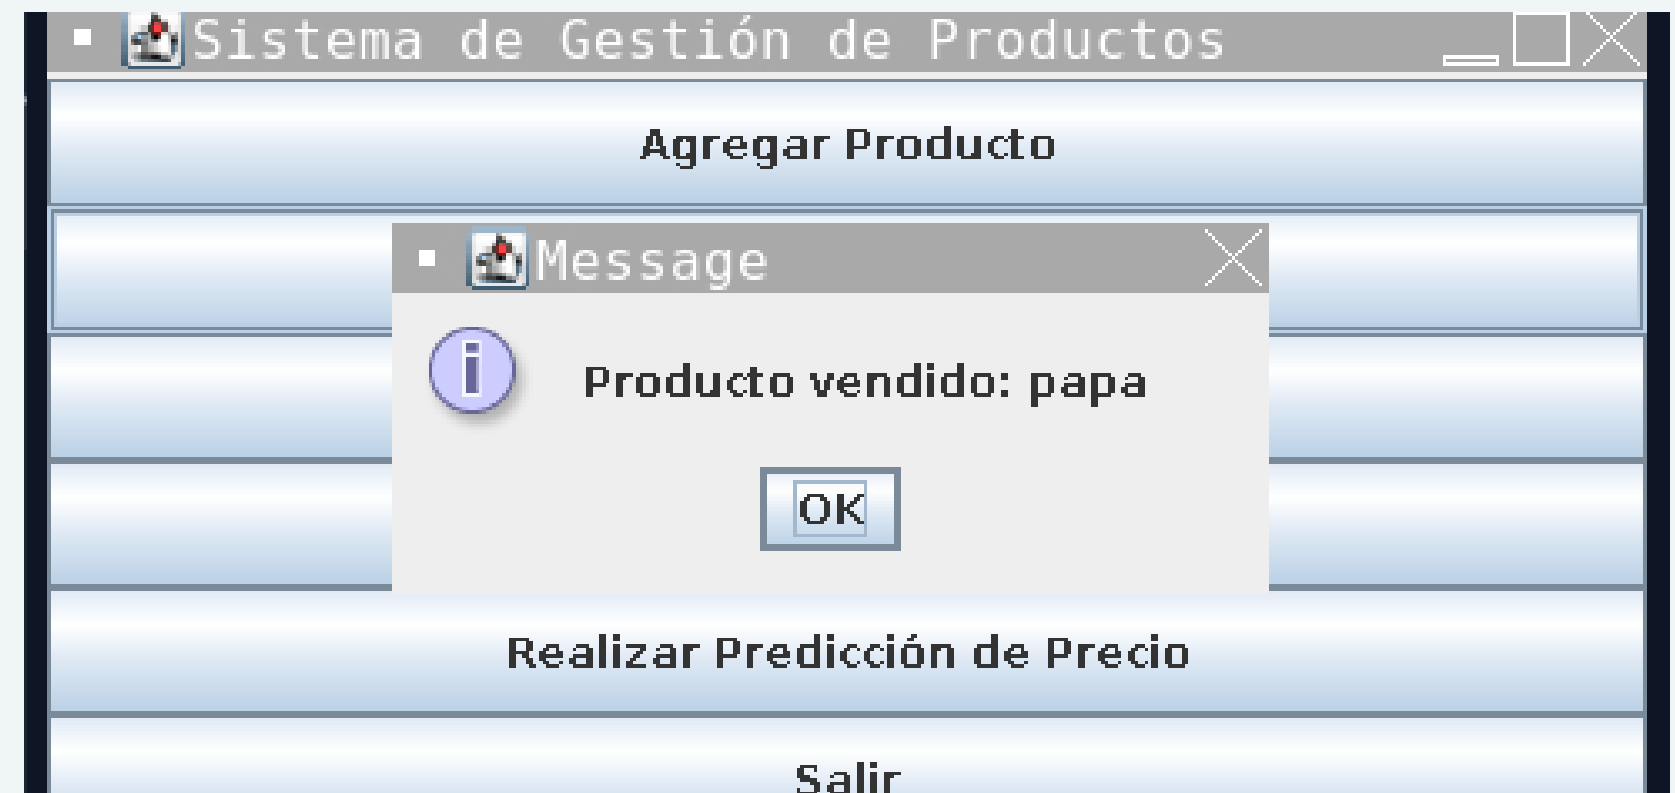 Sistema de Gestión de Productos
Agregar Producto
Message
Producto vendido: papa
OK
Realizar Predicción de Precio
Salir